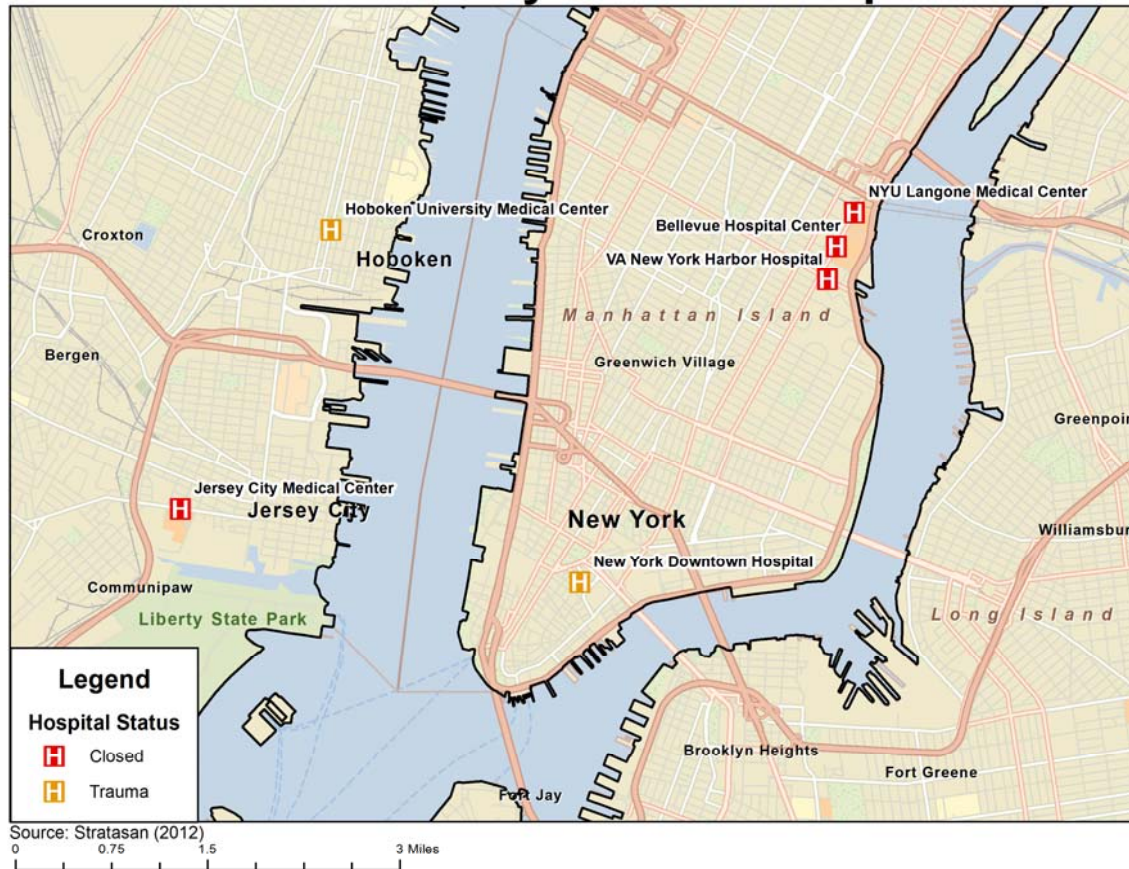 NYU Langone Medical Center
Hoboken University Medical Center
Bellevue Hospital Center
Croxton
Hoboken
VA New York Harbor Hospital
Manhattan Island
Bergen
Greenwich Village
Greenpoin
Jersey City Medical Center
Jersey City
New York
Williamsbur
New York Downtown Hospital
Communipaw
Liberty State Park
Long Island
Legend
Hospital Status
H Closed
H Trauma
Brooklyn Heights
Fort Greene
Fort Jay
Source: Stratasan (2012)
0 0.75 1.5 3 Miles